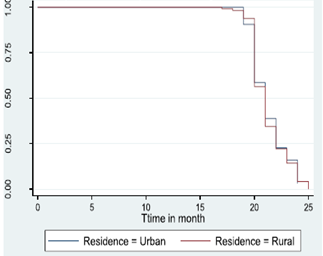 1.00
0.75
0.50
0.25
0.00
0 5 10 15 20 25
Ttime in month
Residence = Urban Residence = Rural